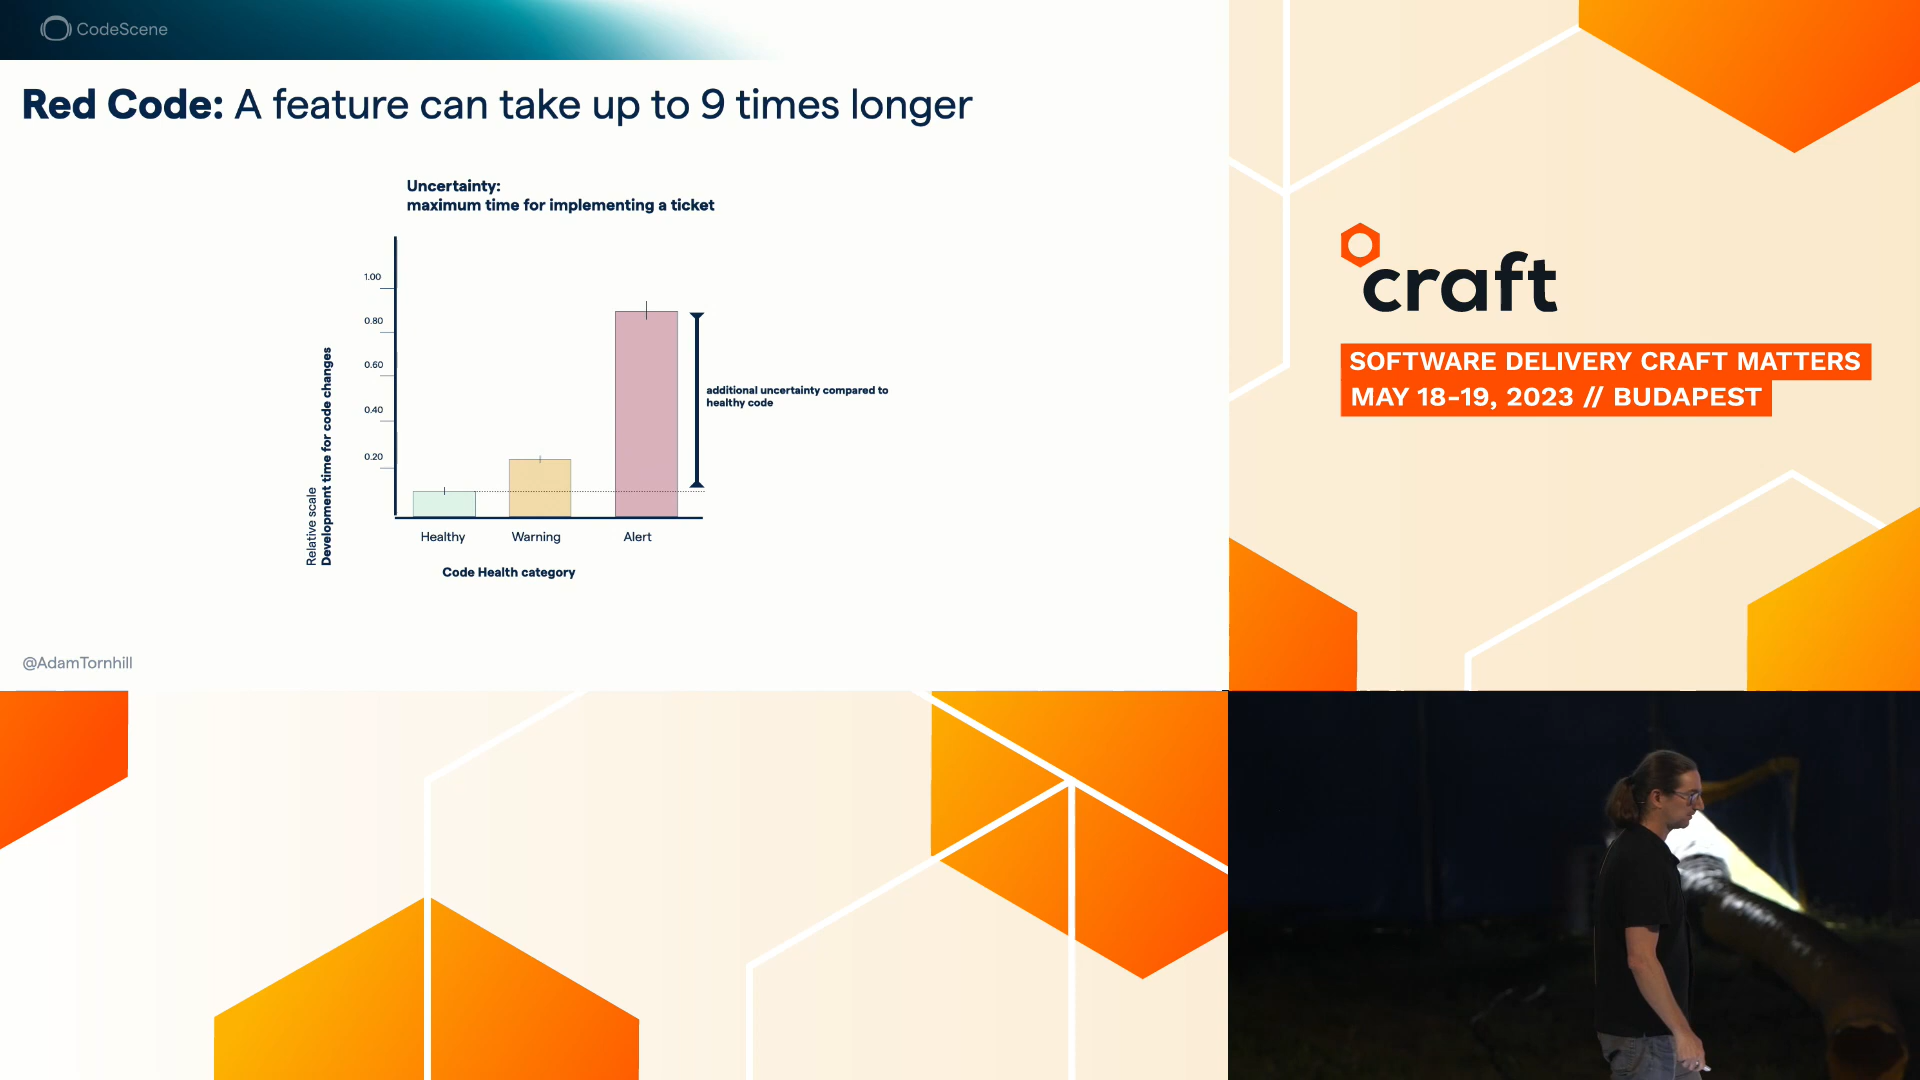 CodeScene
Red Code: A feature can take up to 9 times longer
Uncertainty:
maximum time for implementing a ticket
1.00
0.80
0.60
0.40
0.20
Relative scale
Development time for code changes
additional uncertainty compared to
healthy code
Healthy Warning Alert
Code Health category
@AdamTornhill
craft
SOFTWARE DELIVERY CRAFT MATTERS
MAY 18-19, 2023 // BUDAPEST